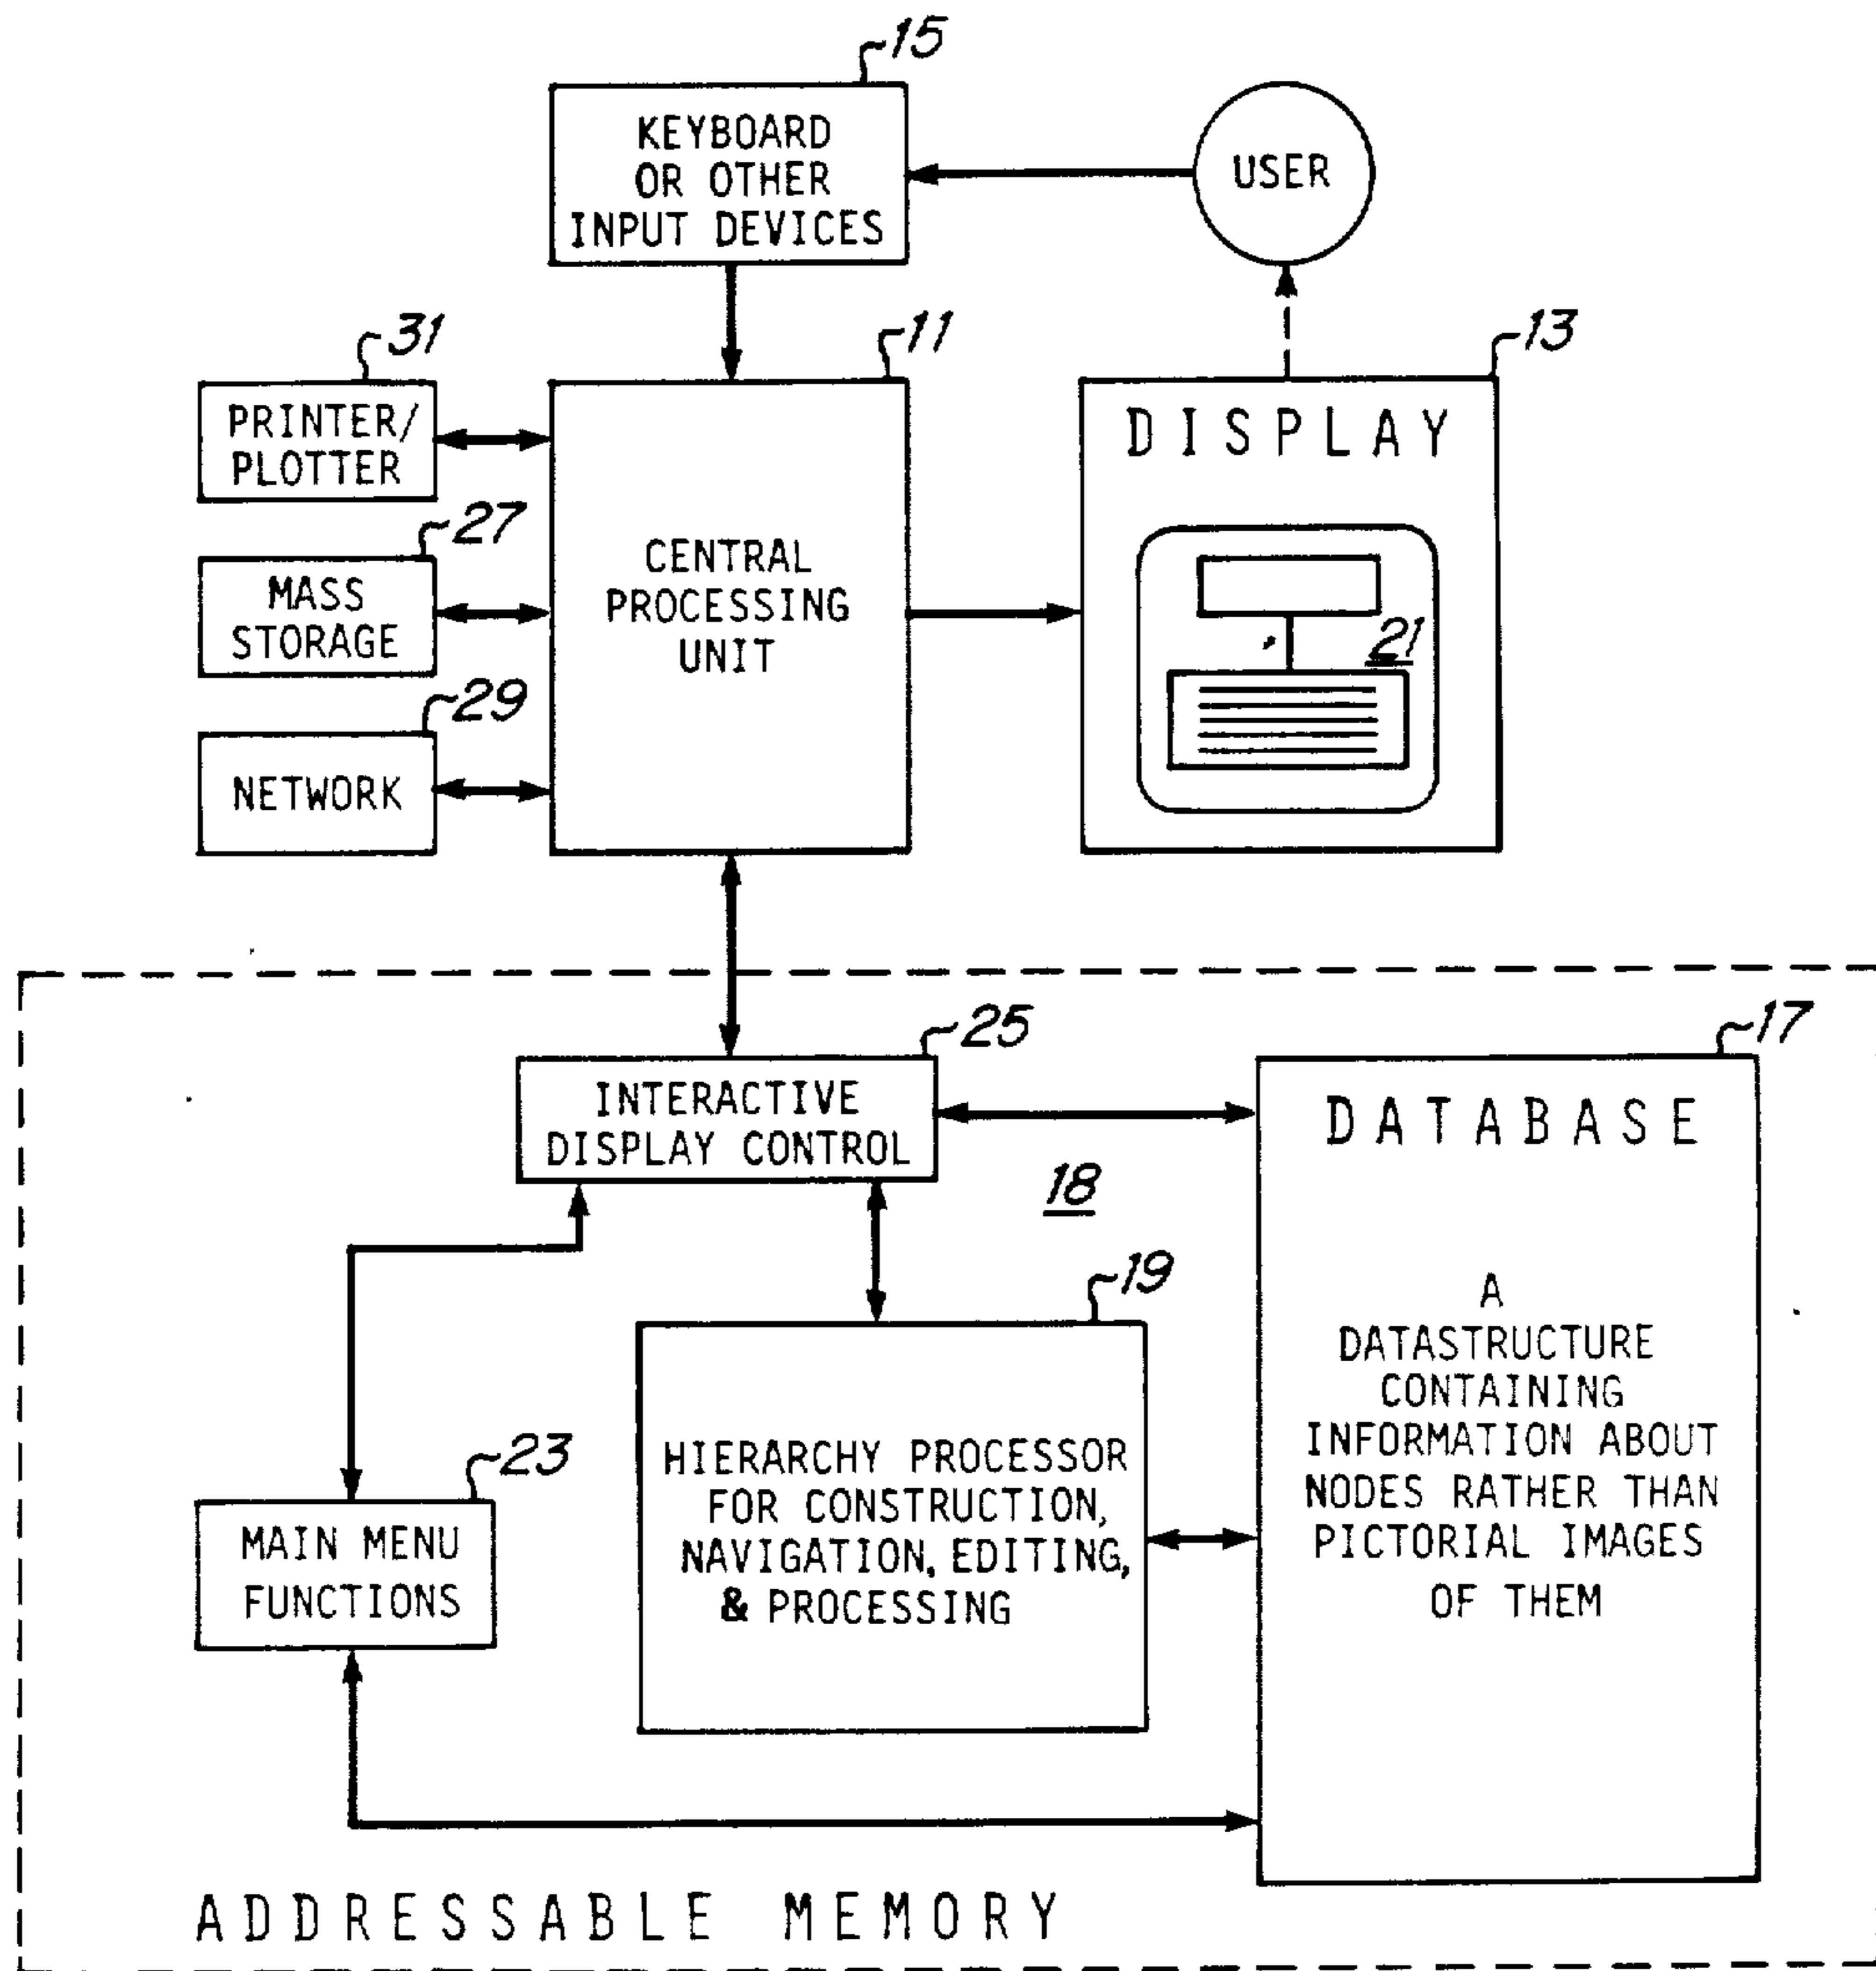 15
KEYBOARD
OR OTHER
INPUT DEVICES
USER
31
PRINTER/
PLOTTER
11
CENTRAL
PROCESSING
UNIT
13
DISPLAY
21
27
MASS
STORAGE
29
NETWORK
25
INTERACTIVE
DISPLAY CONTROL
18
17
DATABASE
A
DATASTRUCTURE
CONTAINING
INFORMATION ABOUT
NODES RATHER THAN
PICTORIAL IMAGES
OF THEM
19
HIERARCHY PROCESSOR
FOR CONSTRUCTION,
NAVIGATION, EDITING,
& PROCESSING
23
MAIN MENU
FUNCTIONS
ADDRESSABLE MEMORY